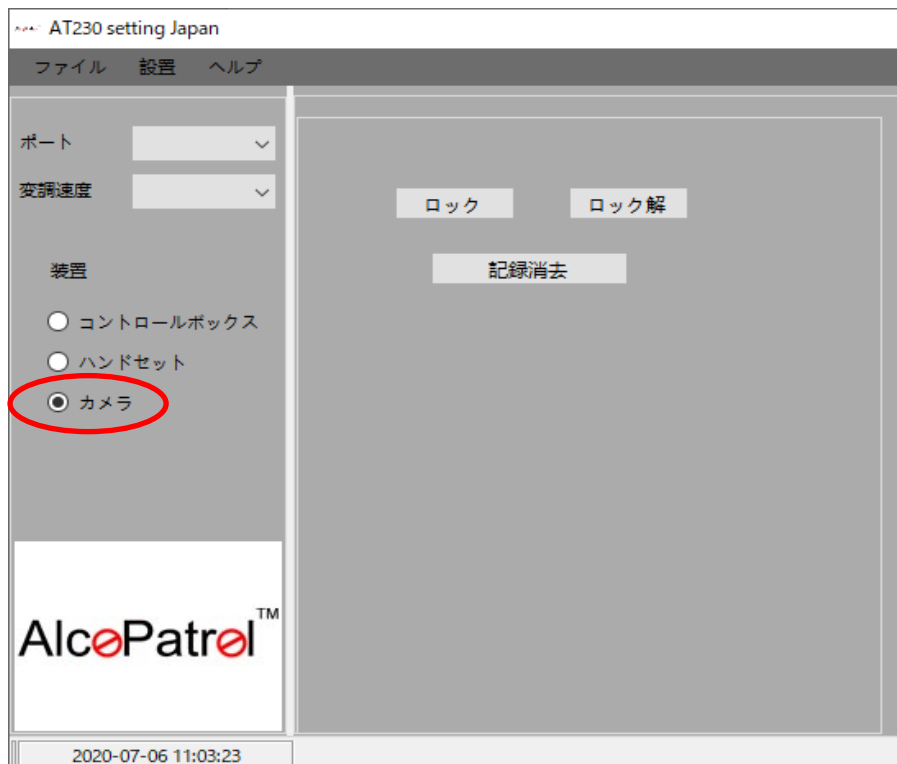 AT230 setting Japan
ファイル 設置 ヘルプ
ポート
変調速度
装置
コントロールボックス
ハンドセット
カメラ
ロック ロック解
記録消去
AlcoPatrol™
2020-07-06 11:03:23